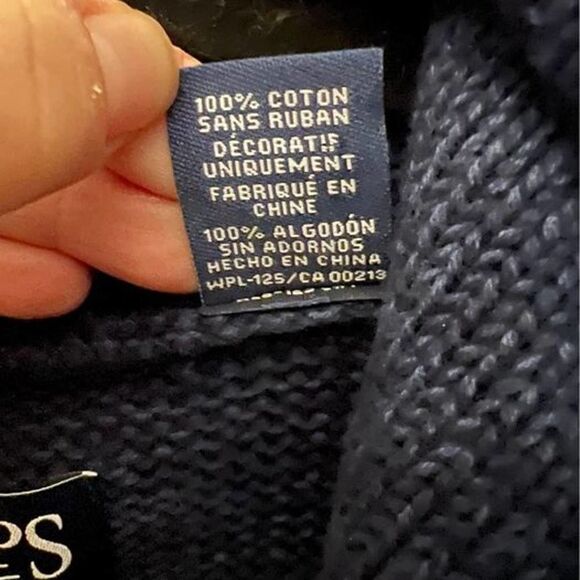 100% COTON
SANS RUBAN
DÉCORATIF
UNIQUEMENT
FABRIQUÉ EN
CHINE
100% ALGODÓN
SIN ADORNOS
HECHO EN CHINA
WPL-125/CA 00213
PS